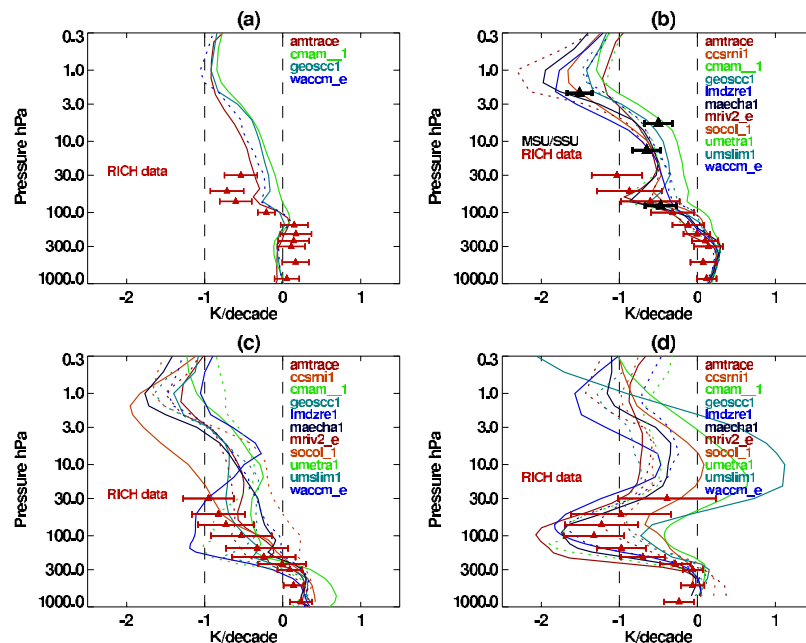 (a)
0.3
1.0
3.0
10.0
30.0
100.0
300.0
1000.0
Pressure hPa
amtrace
cmam__1
geoscc1
waccm_e
RICH data
-2 -1 0 1
K/decade
(b)
0.3
1.0
3.0
10.0
30.0
100.0
300.0
1000.0
Pressure hPa
amtrace
ccsrni1
cmam__1
geoscc1
lmdzre1
maecha1
mriv2_e
socol_1
umetra1
umslim1
waccm_e
MSU/SSU
RICH data
-2 -1 0 1
K/decade
(c)
0.3
1.0
3.0
10.0
30.0
100.0
300.0
1000.0
Pressure hPa
amtrace
ccsrni1
cmam__1
geoscc1
lmdzre1
maecha1
mriv2_e
socol_1
umetra1
umslim1
waccm_e
RICH data
-2 -1 0 1
K/decade
(d)
0.3
1.0
3.0
10.0
30.0
100.0
300.0
1000.0
Pressure hPa
amtrace
ccsrni1
cmam__1
geoscc1
lmdzre1
maecha1
mriv2_e
socol_1
umetra1
umslim1
waccm_e
RICH data
-2 -1 0 1
K/decade